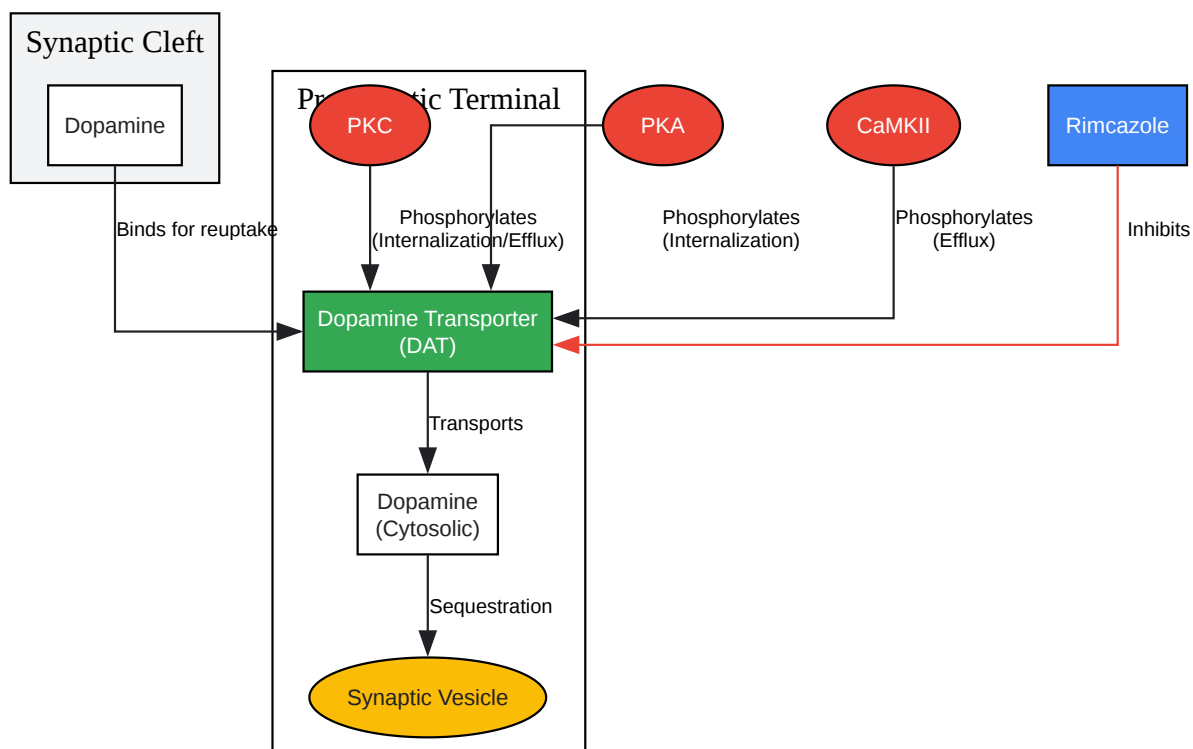 Synaptic Cleft
Dopamine
Terminal
PKC
PKA
CaMKII
Rimcazole
Binds for reuptake
Phosphorylates
(Internalization/Efflux)
Phosphorylates
(Internalization)
Phosphorylates
(Efflux)
Inhibits
Dopamine Transporter
(DAT)
Transports
Dopamine
(Cytosolic)
Sequestration
Synaptic Vesicle